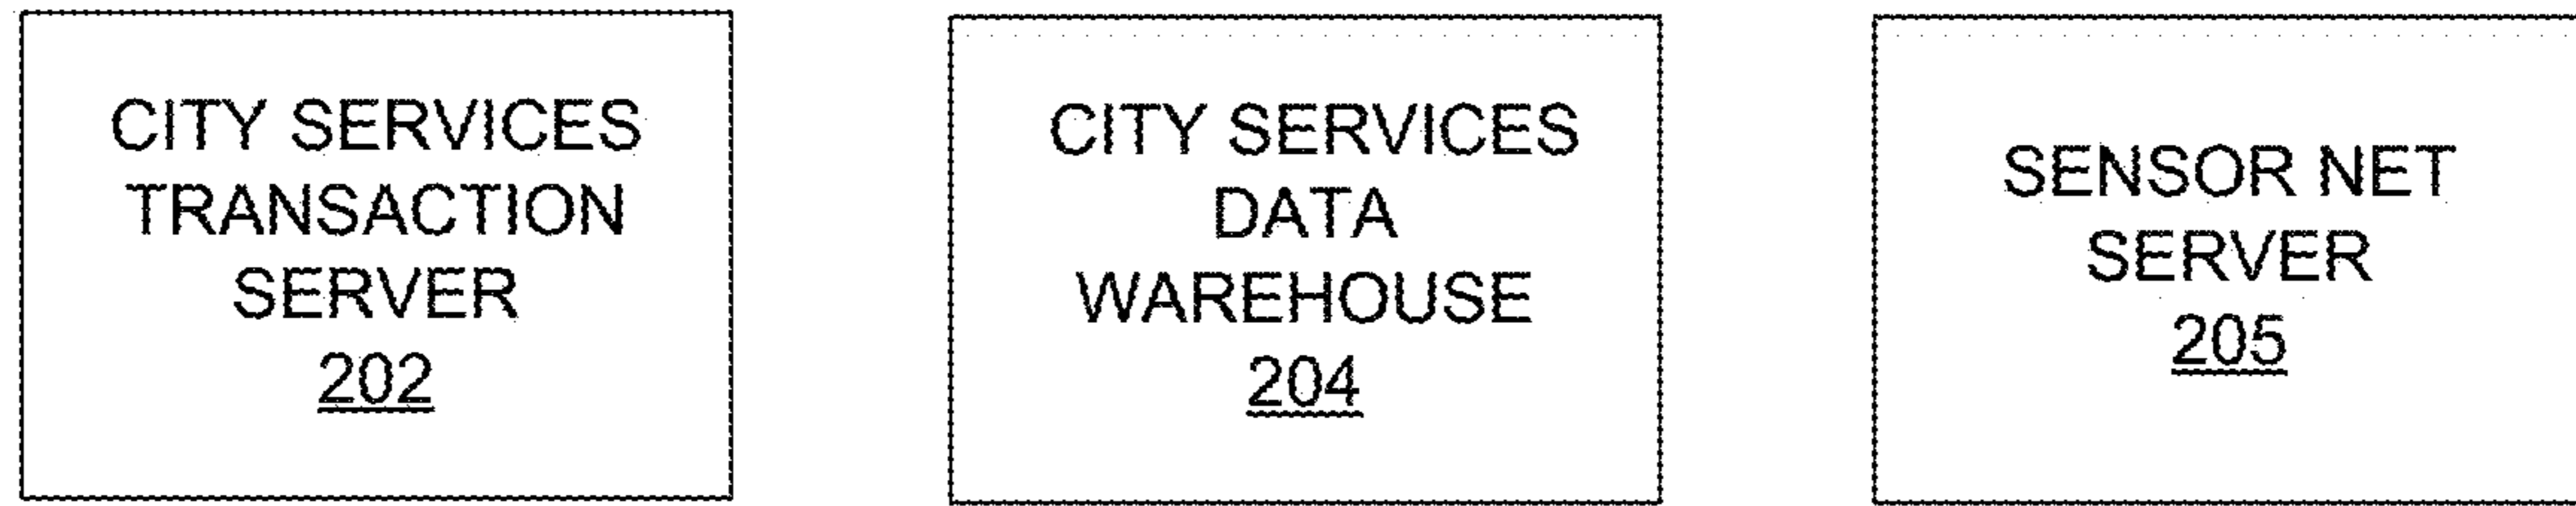 CITY SERVICES
TRANSACTION
SERVER
202
CITY SERVICES
DATA
WAREHOUSE
204
SENSOR NET
SERVER
205